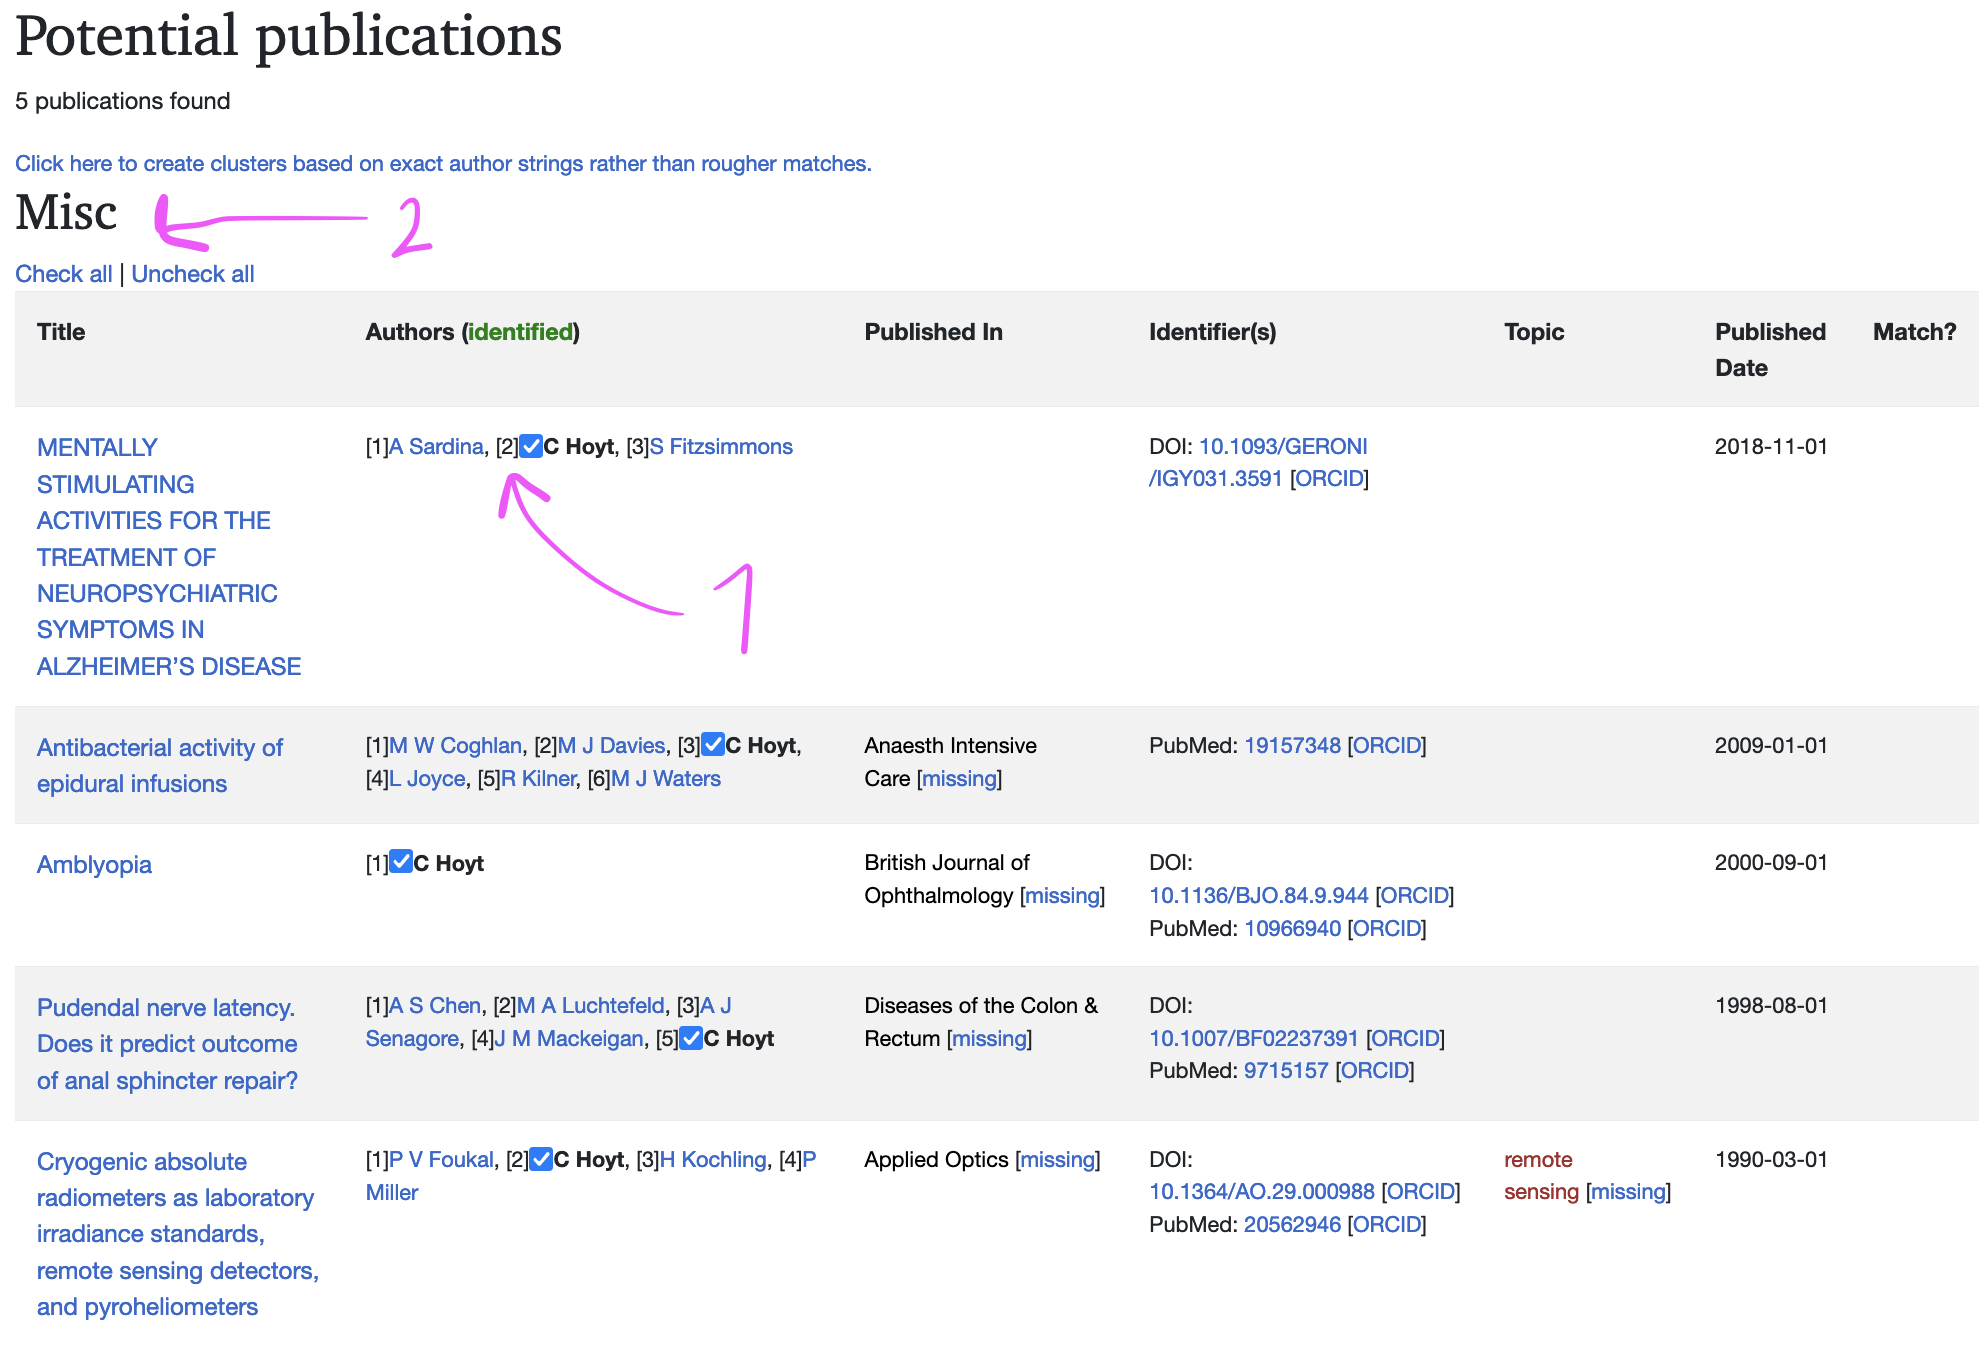 Potential publications
5 publications found
Click here to create clusters based on exact author strings rather than rougher matches.
Misc
2
Check all | Uncheck all
Title Authors (identified) Published In Identifier(s) Topic Published Date Match?
MENTALLY
STIMULATING
ACTIVITIES FOR THE
TREATMENT OF
NEUROPSYCHIATRIC
SYMPTOMS IN
ALZHEIMER’S DISEASE
[1]A Sardina, [2]C Hoyt, [3]S Fitzsimmons
DOI: 10.1093/GERONI
/IGY031.3591 [ORCID]
2018-11-01
1
Antibacterial activity of
epidural infusions
[1]M W Coghlan, [2]M J Davies, [3]C Hoyt,
[4]L Joyce, [5]R Kilner, [6]M J Waters
Anaesth Intensive
Care [missing]
PubMed: 19157348 [ORCID]
2009-01-01
Amblyopia
[1]C Hoyt
British Journal of
Ophthalmology [missing]
DOI:
10.1136/BJO.84.9.944 [ORCID]
PubMed: 10966940 [ORCID]
2000-09-01
Pudendal nerve latency.
Does it predict outcome
of anal sphincter repair?
[1]A S Chen, [2]M A Luchtefeld, [3]A J
Senagore, [4]J M Mackeigan, [5]C Hoyt
Diseases of the Colon &
Rectum [missing]
DOI:
10.1007/BF02237391 [ORCID]
PubMed: 9715157 [ORCID]
1998-08-01
Cryogenic absolute
radiometers as laboratory
irradiance standards,
remote sensing detectors,
and pyroheliometers
[1]P V Foukal, [2]C Hoyt, [3]H Kochling, [4]P
Miller
Applied Optics [missing]
DOI:
10.1364/AO.29.000988 [ORCID]
PubMed: 20562946 [ORCID]
remote
sensing [missing]
1990-03-01